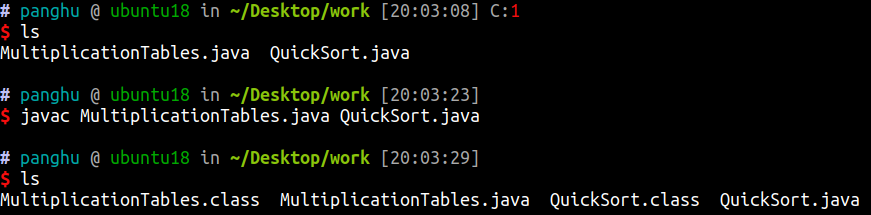 # panghu @ ubuntu18 in ~/Desktop/work [20:03:08] C:1
$ ls
MultiplicationTables.java  QuickSort.java
# panghu @ ubuntu18 in ~/Desktop/work [20:03:23]
$ javac MultiplicationTables.java QuickSort.java
# panghu @ ubuntu18 in ~/Desktop/work [20:03:29]
$ ls
MultiplicationTables.class  MultiplicationTables.java  QuickSort.class  QuickSort.java